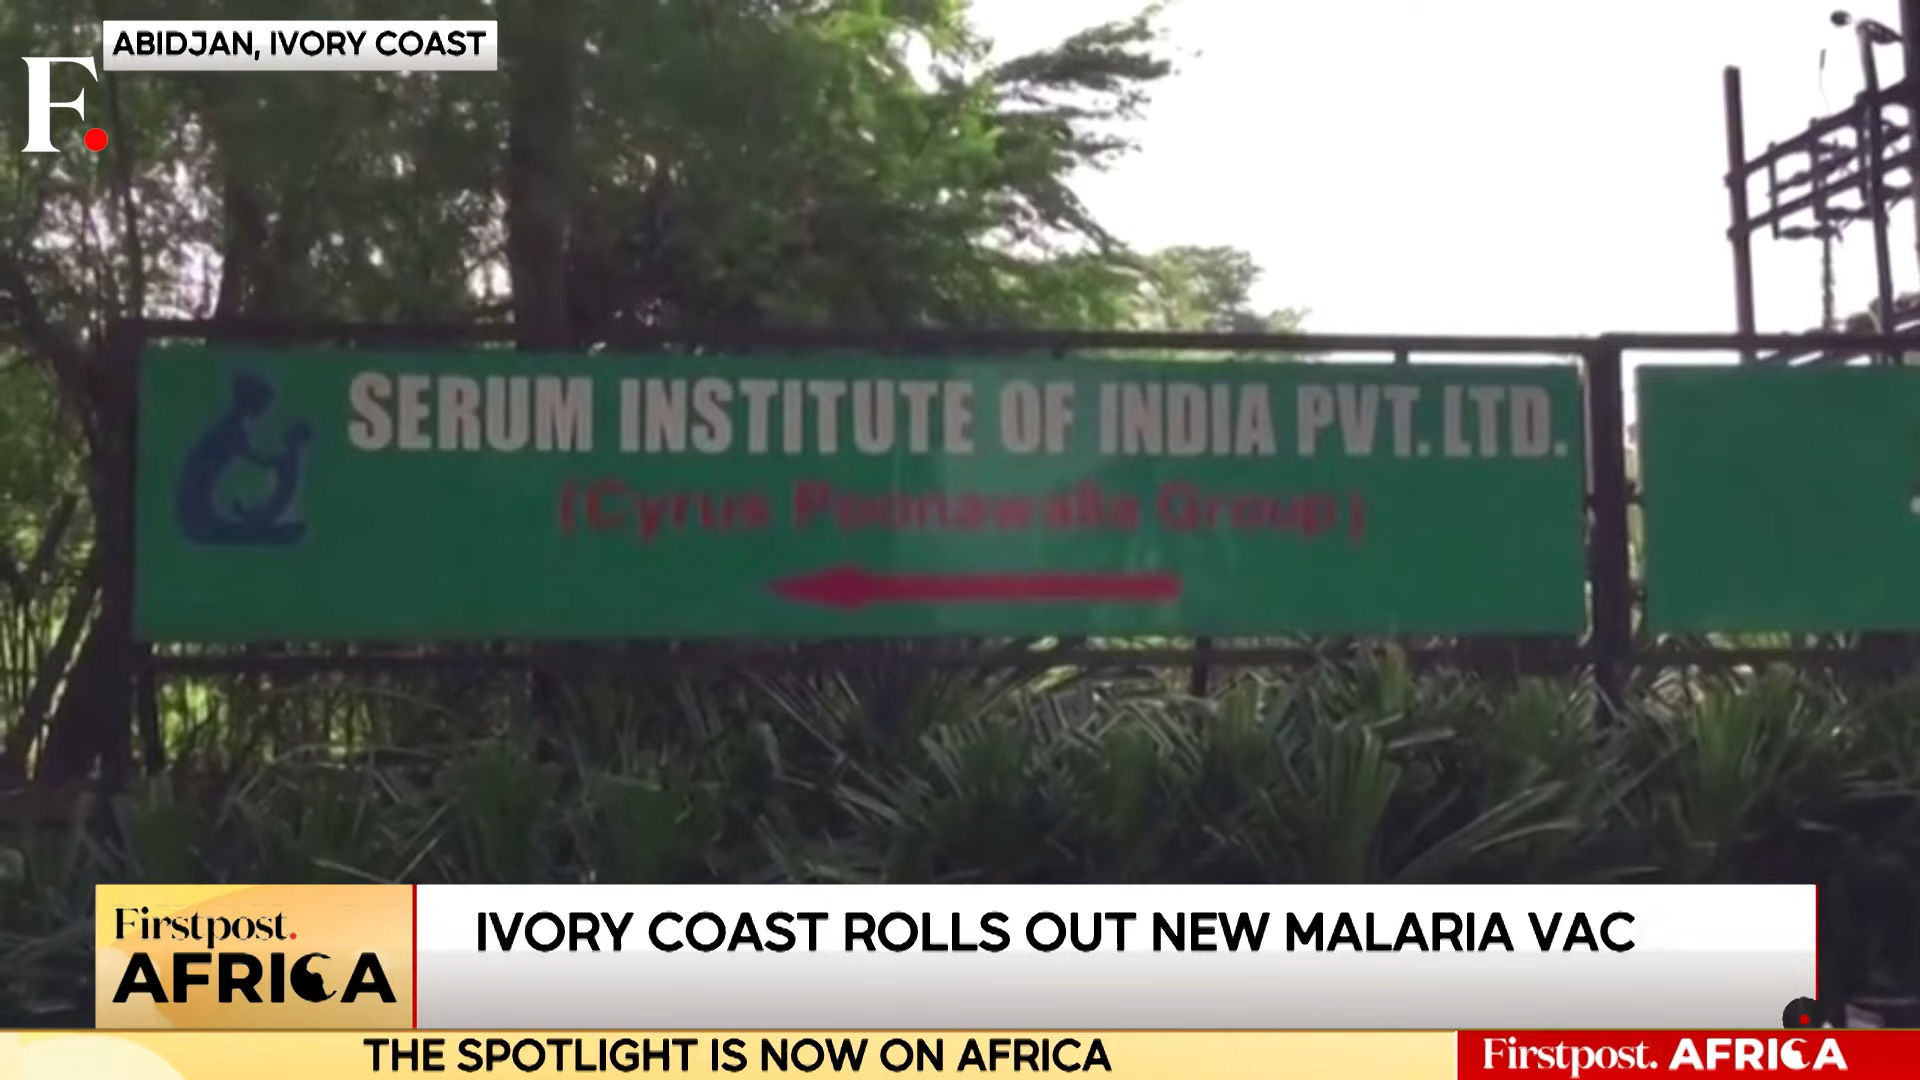 ABIDJAN, IVORY COAST
F.
SERUM INSTITUTE OF INDIA PVT. LTD.
(Cyrus Poonawalla Group)
Firstpost.
AFRICA
IVORY COAST ROLLS OUT NEW MALARIA VAC
THE SPOTLIGHT IS NOW ON AFRICA
Firstpost. AFRICA